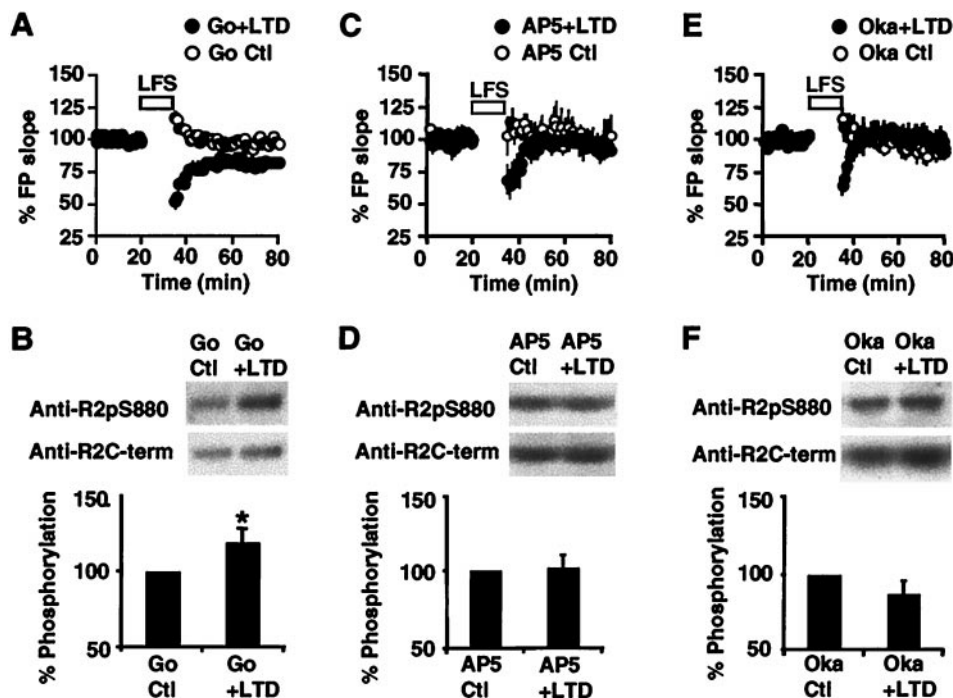 A
● Go+LTD
○ Go Ctl
LFS
150
125
100
75
50
25
% FP slope
0 20 40 60 80
Time (min)
C
● AP5+LTD
○ AP5 Ctl
LFS
150
125
100
75
50
25
% FP slope
0 20 40 60 80
Time (min)
E
● Oka+LTD
○ Oka Ctl
LFS
150
125
100
75
50
25
% FP slope
0 20 40 60 80
Time (min)
B
Go Go
Ctl +LTD
Anti-R2pS880
Anti-R2C-term
150
100
50
% Phosphorylation
*
Go Go
Ctl +LTD
D
AP5 AP5
Ctl +LTD
Anti-R2pS880
Anti-R2C-term
150
100
50
% Phosphorylation
AP5 AP5
Ctl +LTD
F
Oka Oka
Ctl +LTD
Anti-R2pS880
Anti-R2C-term
150
100
50
% Phosphorylation
Oka Oka
Ctl +LTD